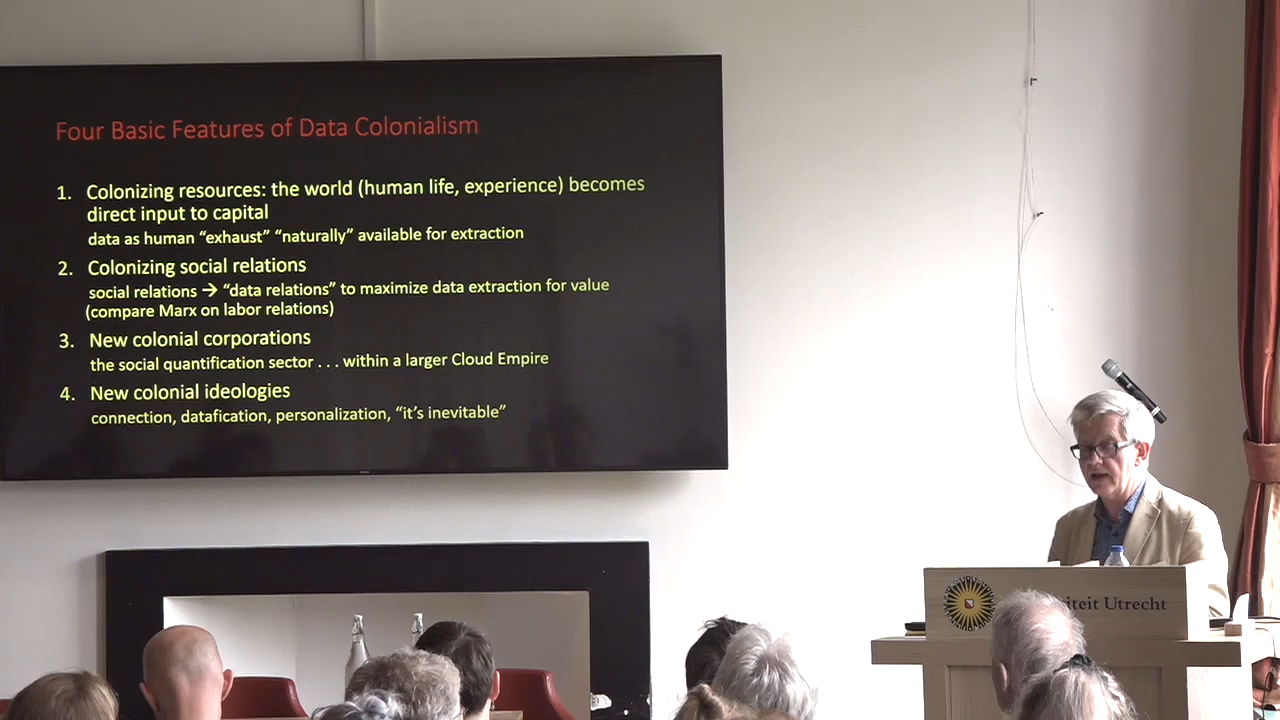 Four Basic Features of Data Colonialism
1. Colonizing resources: the world (human life, experience) becomes
direct input to capital
data as human “exhaust” “naturally” available for extraction
2. Colonizing social relations
social relations → “data relations” to maximize data extraction for value
(compare Marx on labor relations)
3. New colonial corporations
the social quantification sector . . . within a larger Cloud Empire
4. New colonial ideologies
connection, datafication, personalization, “it’s inevitable”
iteit Utrecht